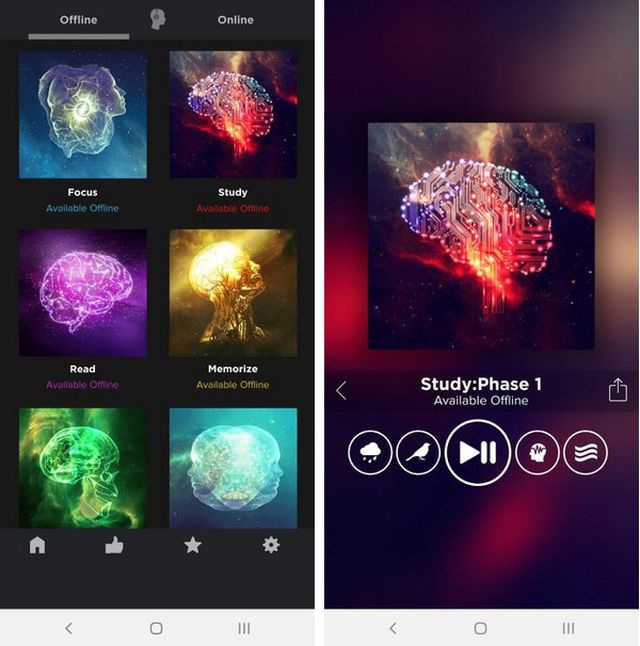 Offline
Online
Focus
Available Offline
Study
Available Offline
Read
Available Offline
Memorize
Available Offline
Study:Phase 1
Available Offline